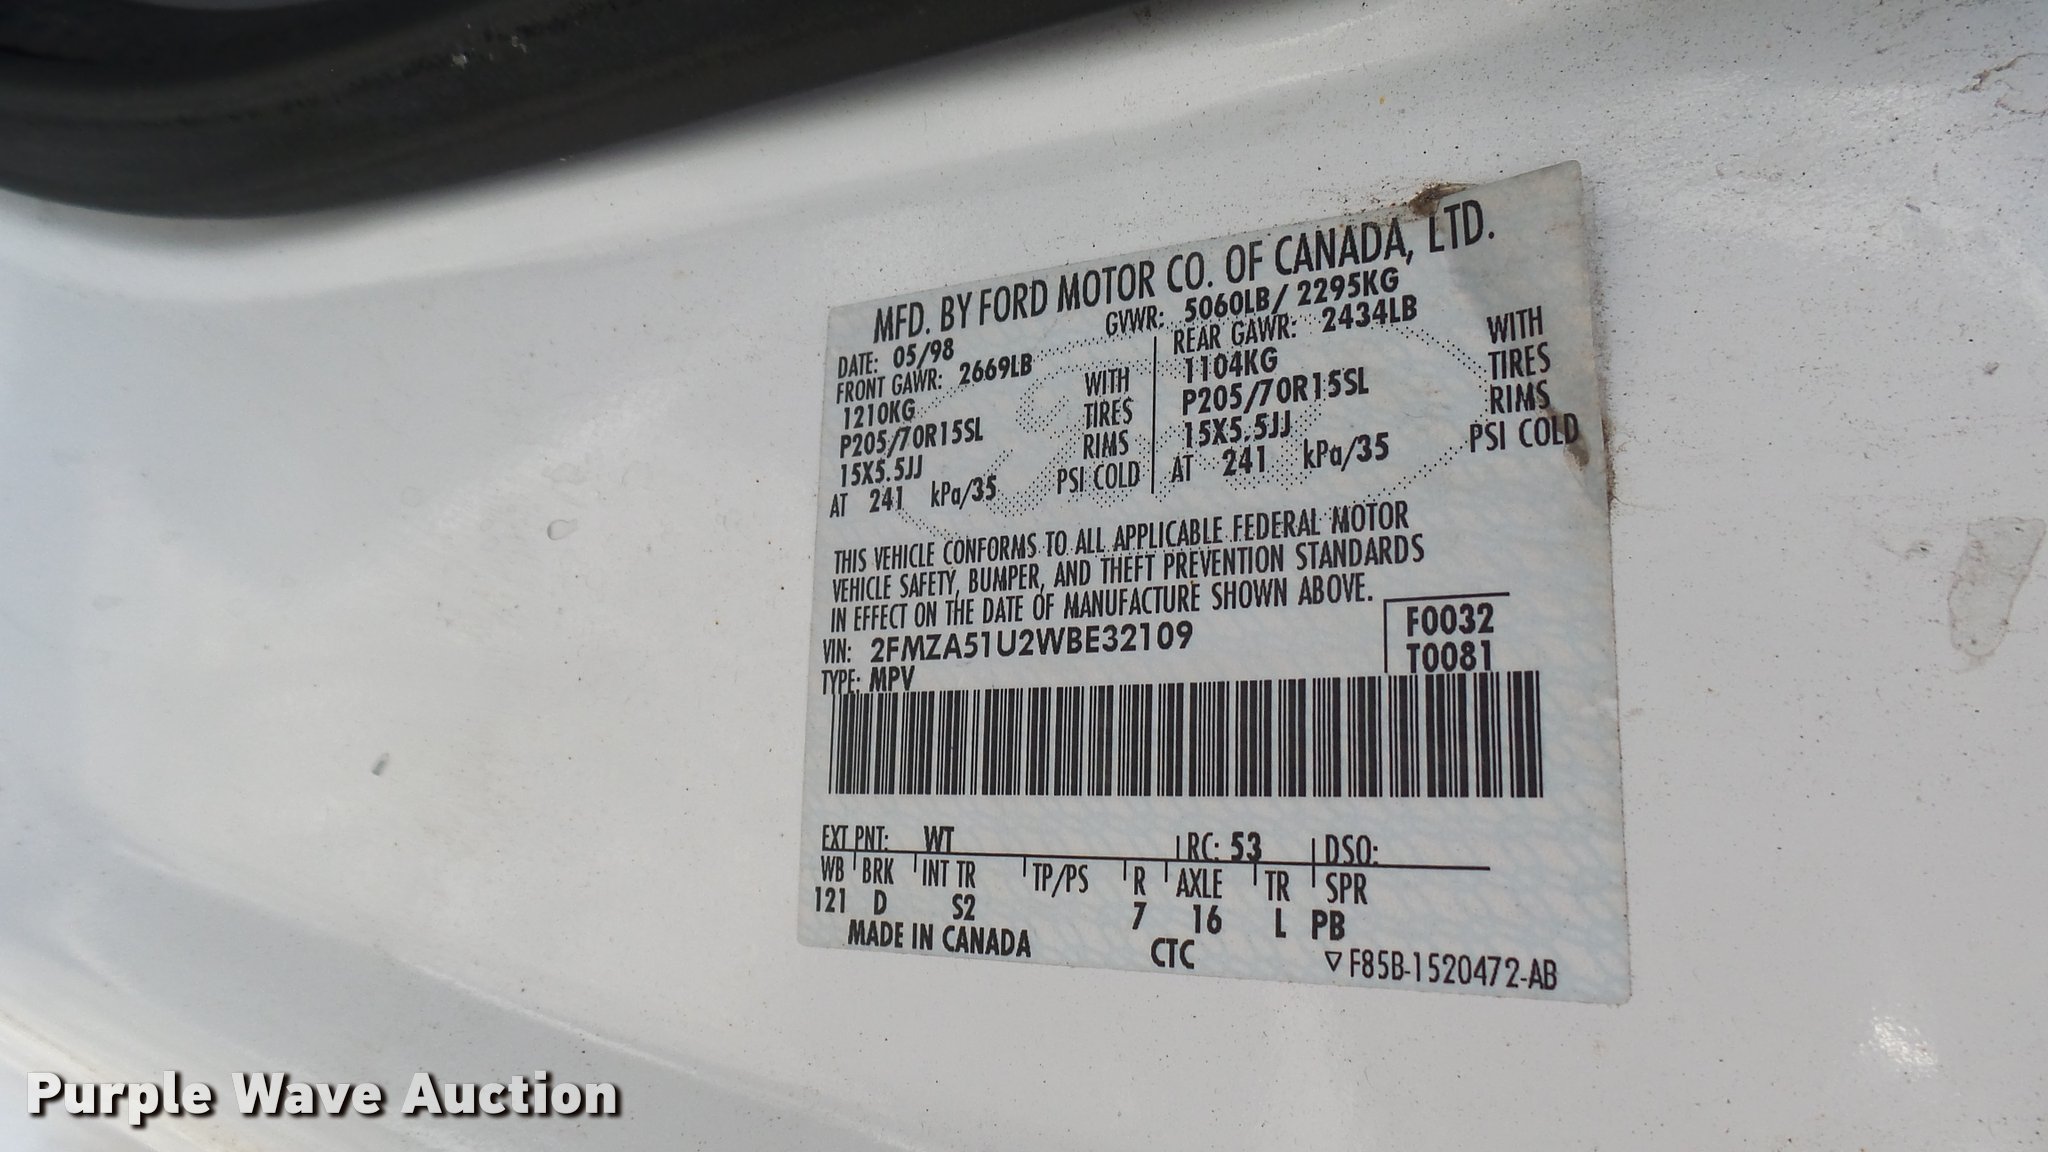 MFD. BY FORD MOTOR CO. OF CANADA, LTD.
DATE: 05/98 GVWR: 5060LB/ 2295KG
FRONT GAWR: 2669LB
1210KG WITH
P205/70R15SL TIRES
15X5.5JJ RIMS
AT 241 kPa/35 PSI COLD
REAR GAWR: 2434LB
1104KG WITH
P205/70R15SL TIRES
15X5.5JJ RIMS
AT 241 kPa/35 PSI COLD
THIS VEHICLE CONFORMS TO ALL APPLICABLE FEDERAL MOTOR
VEHICLE SAFETY, BUMPER, AND THEFT PREVENTION STANDARDS
IN EFFECT ON THE DATE OF MANUFACTURE SHOWN ABOVE.
VIN: 2FMZA51U2WBE32109
TYPE: MPV
F0032
T0081
EXT PNT: WT RC: 53 DSO:
WB BRK INT TR TP/PS R AXLE TR SPR
121 D S2 7 16 L PB
MADE IN CANADA CTC ▽F85B-1520472-AB
Purple Wave Auction